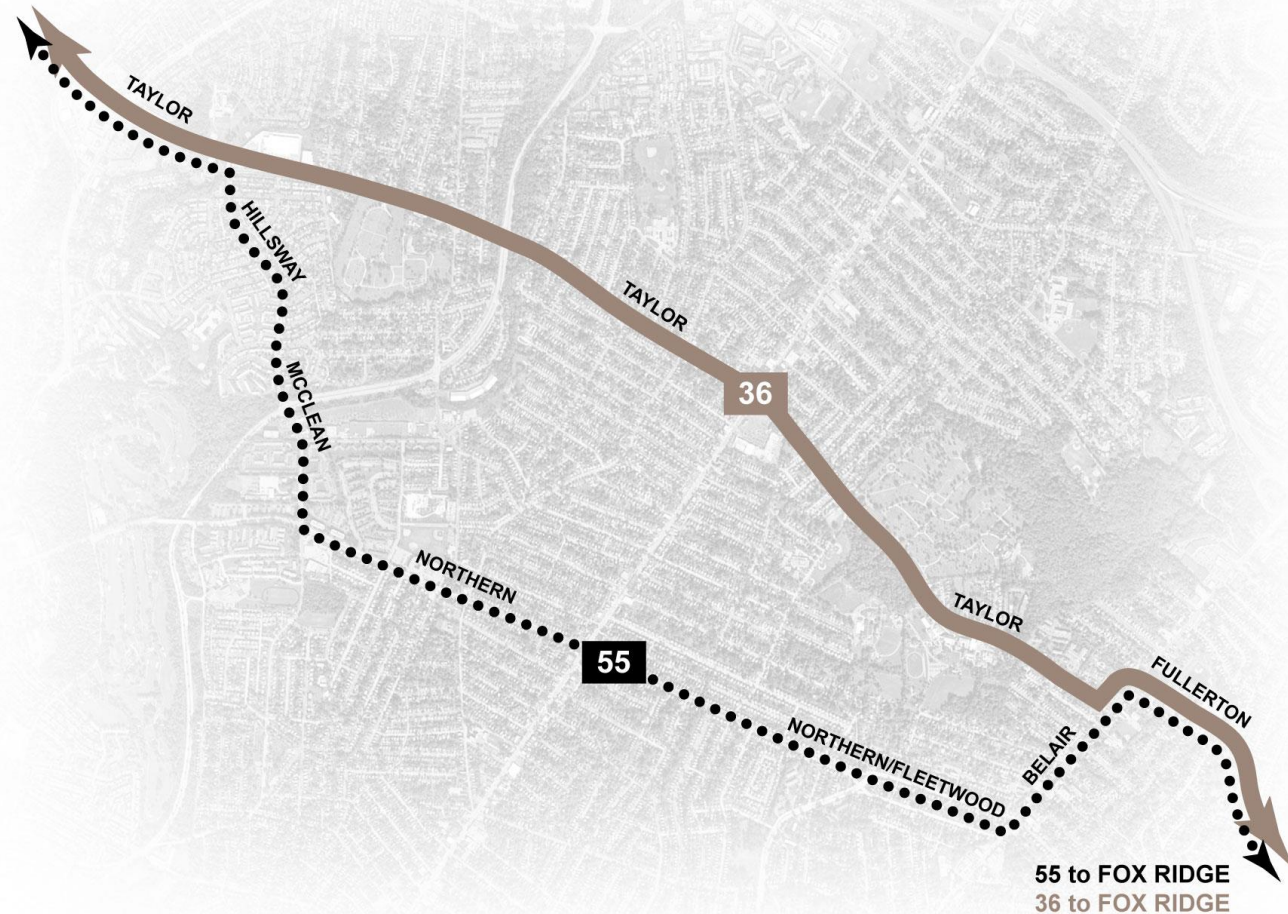 TAYLOR
HILLSWAY
TAYLOR
MCCLEAN
36
NORTHERN
TAYLOR
55
FULLERTON
NORTHERN/FLEETWOOD
BELAIR
55 to FOX RIDGE
36 to FOX RIDGE